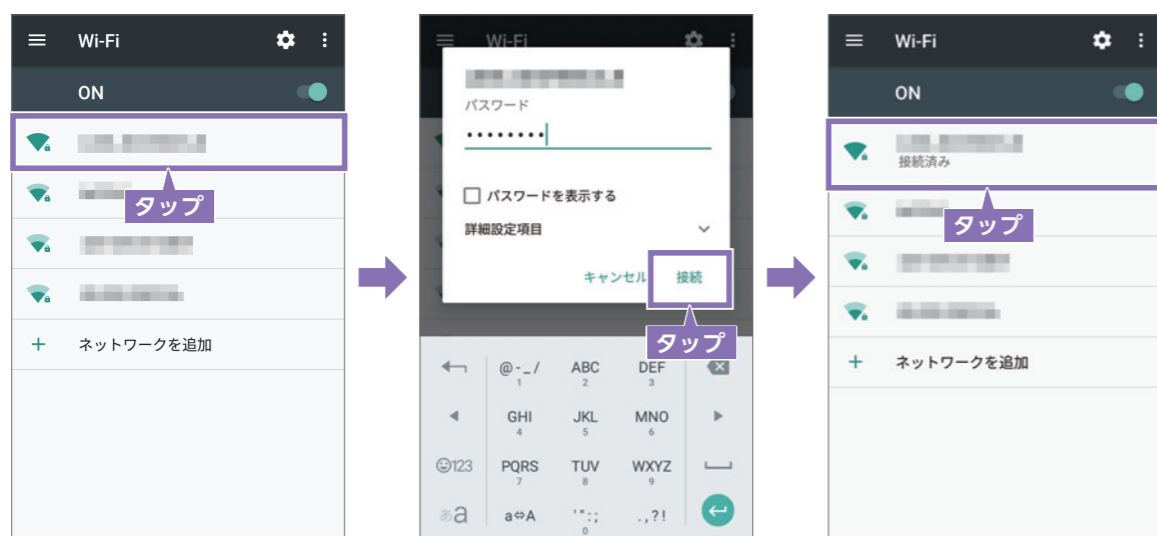 Wi-Fi
ON
タップ
ネットワークを追加
Wi-Fi
パスワード
••••••••
パスワードを表示する
詳細設定項目
キャンセル 接続
タップ
@-_/ ABC DEF
1 2 3
GHI JKL MNO
4 5 6
123 PQRS TUV WXYZ
7 8 9
あa a⇔A '":; .,?!
0
Wi-Fi
ON
接続済み
タップ
ネットワークを追加